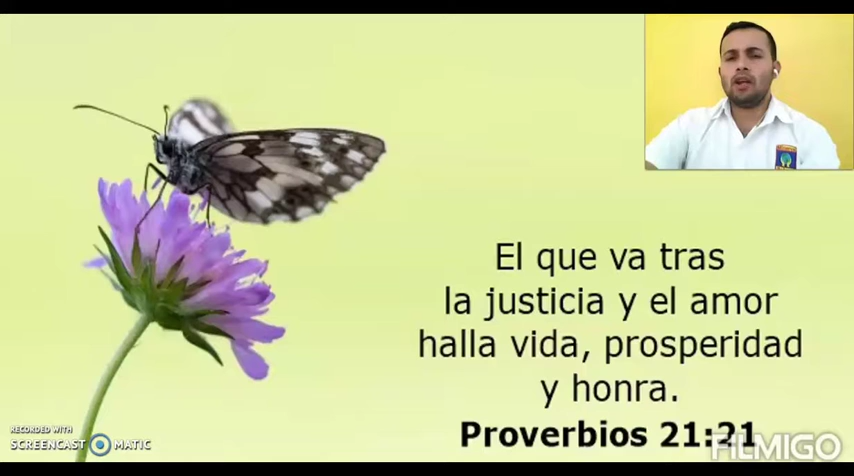 El que va tras
la justicia y el amor
halla vida, prosperidad
y honra.
Proverbios 21:21
RECORDED WITH
SCREENCAST MATIC
FILMIGO